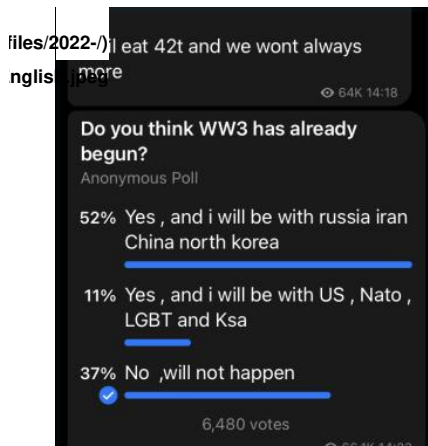 files/2022-/)
ll eat 42t and we wont always
nglis .jpeg
more
64K 14:18
Do you think WW3 has already
begun?
Anonymous Poll
52% Yes , and i will be with russia iran
China north korea
11% Yes , and i will be with US , Nato ,
LGBT and Ksa
37% No ,will not happen
6,480 votes